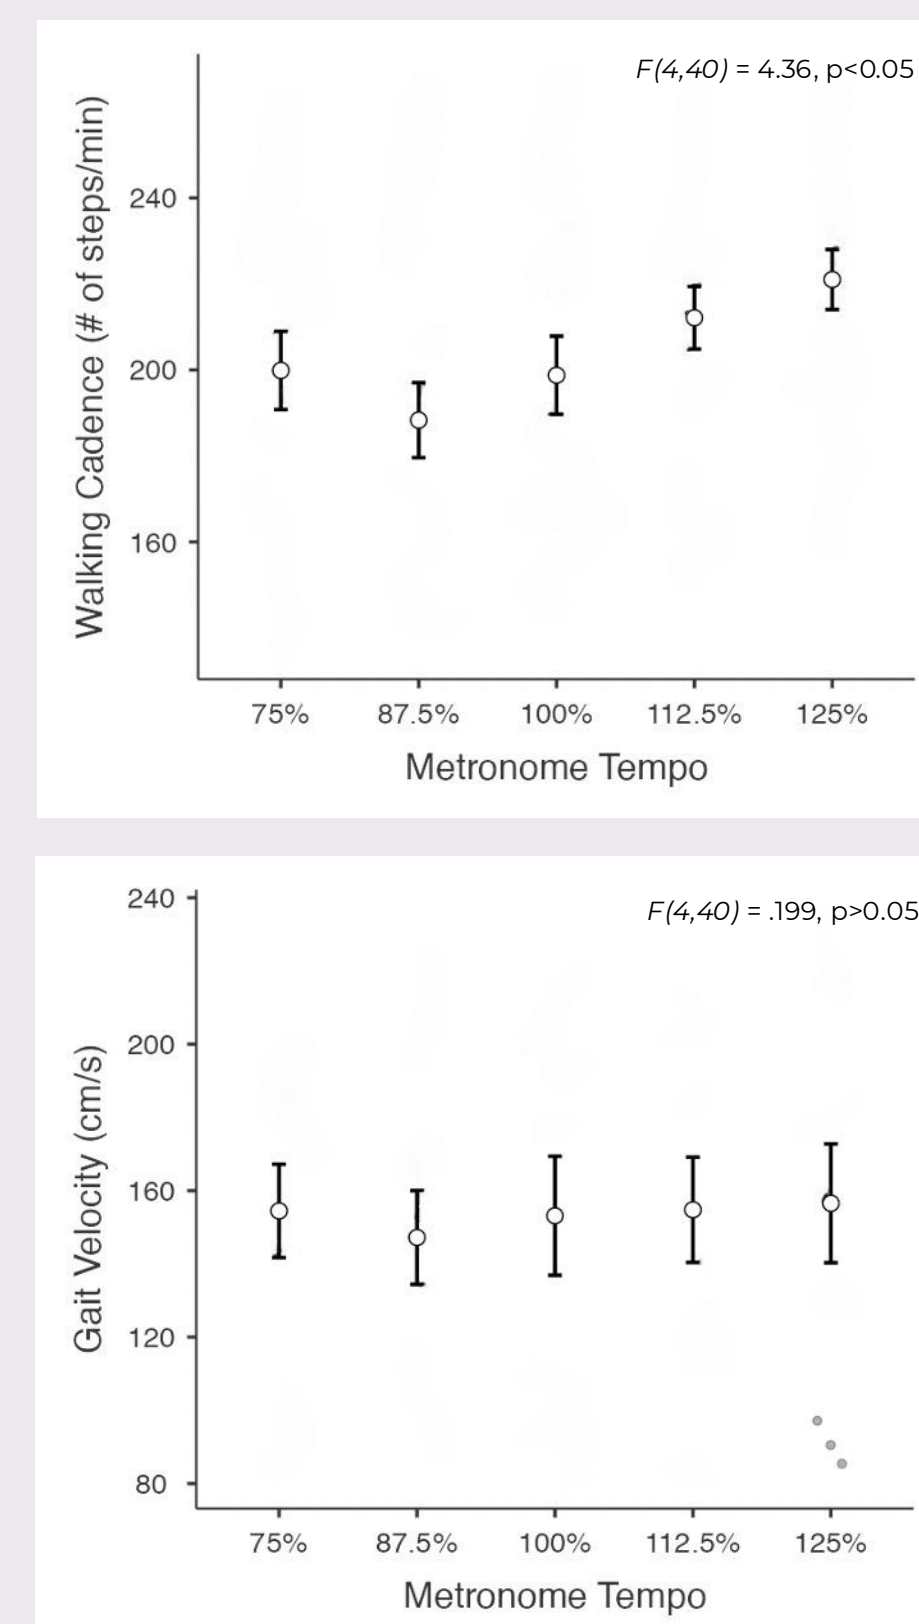 F(4,40) = 4.36, p<0.05
Walking Cadence (# of steps/min)
240
200
160
75% 87.5% 100% 112.5% 125%
Metronome Tempo
F(4,40) = .199, p>0.05
Gait Velocity (cm/s)
240
200
160
120
80
75% 87.5% 100% 112.5% 125%
Metronome Tempo